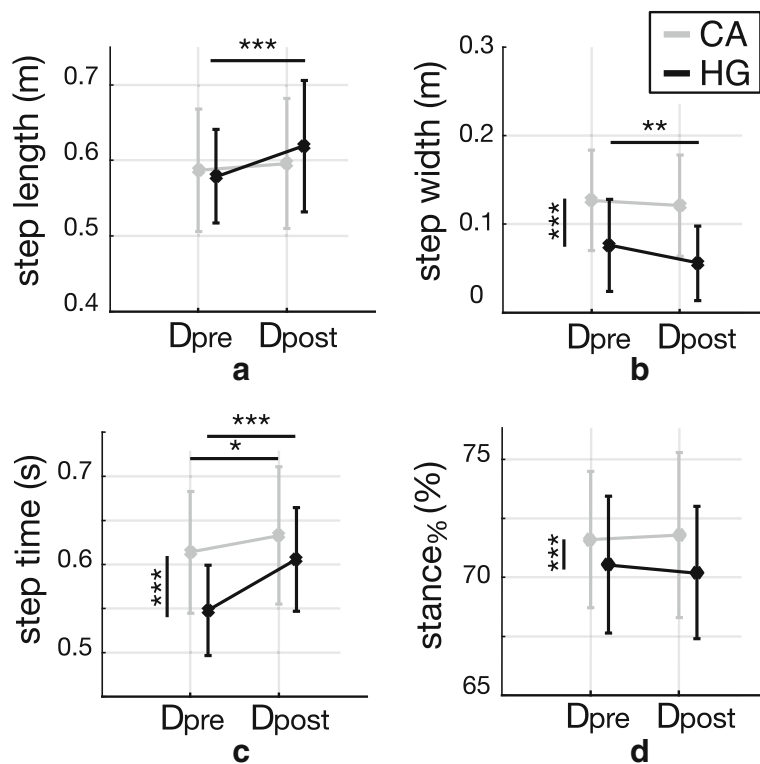 ***
0.7
0.6
0.5
0.4
step length (m)
Dpre Dpost
a
CA
HG
0.3
0.2
0.1
0
step width (m)
**
***
Dpre Dpost
b
***
*
0.7
0.6
0.5
step time (s)
***
Dpre Dpost
c
75
70
65
stance% (%)
***
Dpre Dpost
d